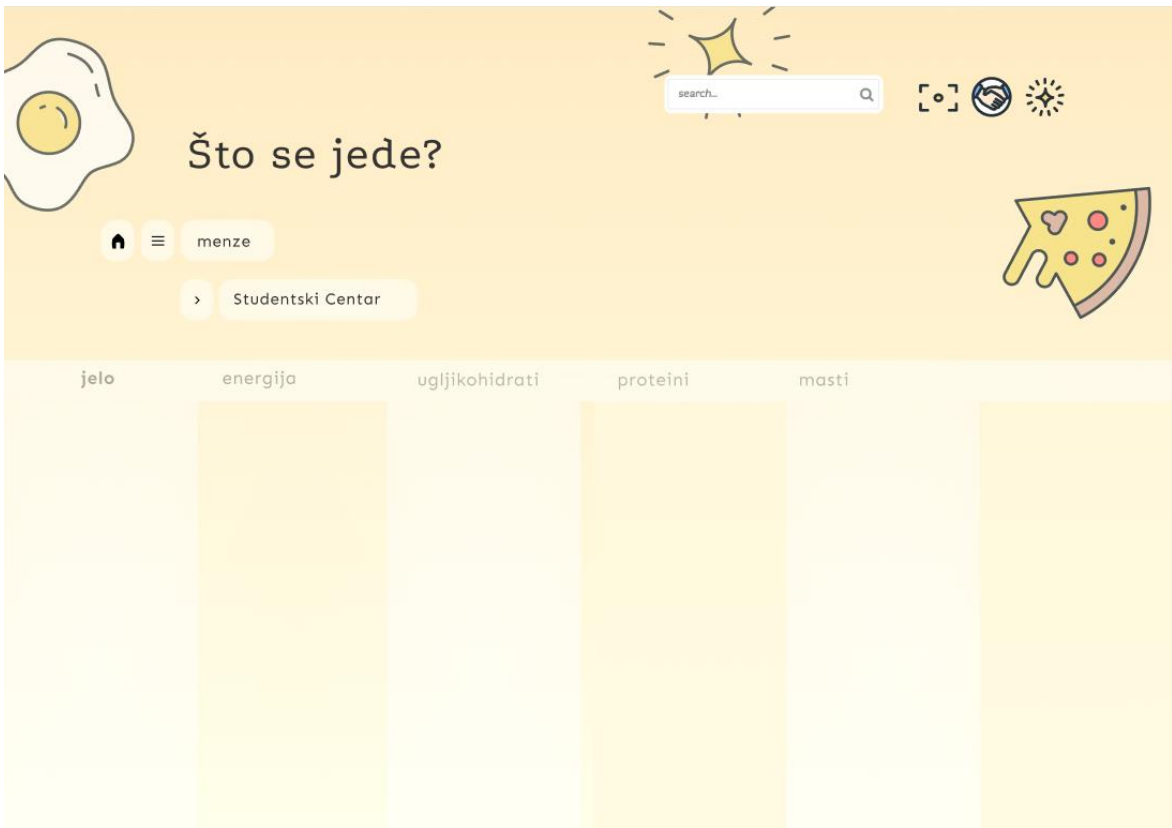 search...
Što se jede?
menze
Studentski Centar
jelo energija ugljikohidrati proteini masti